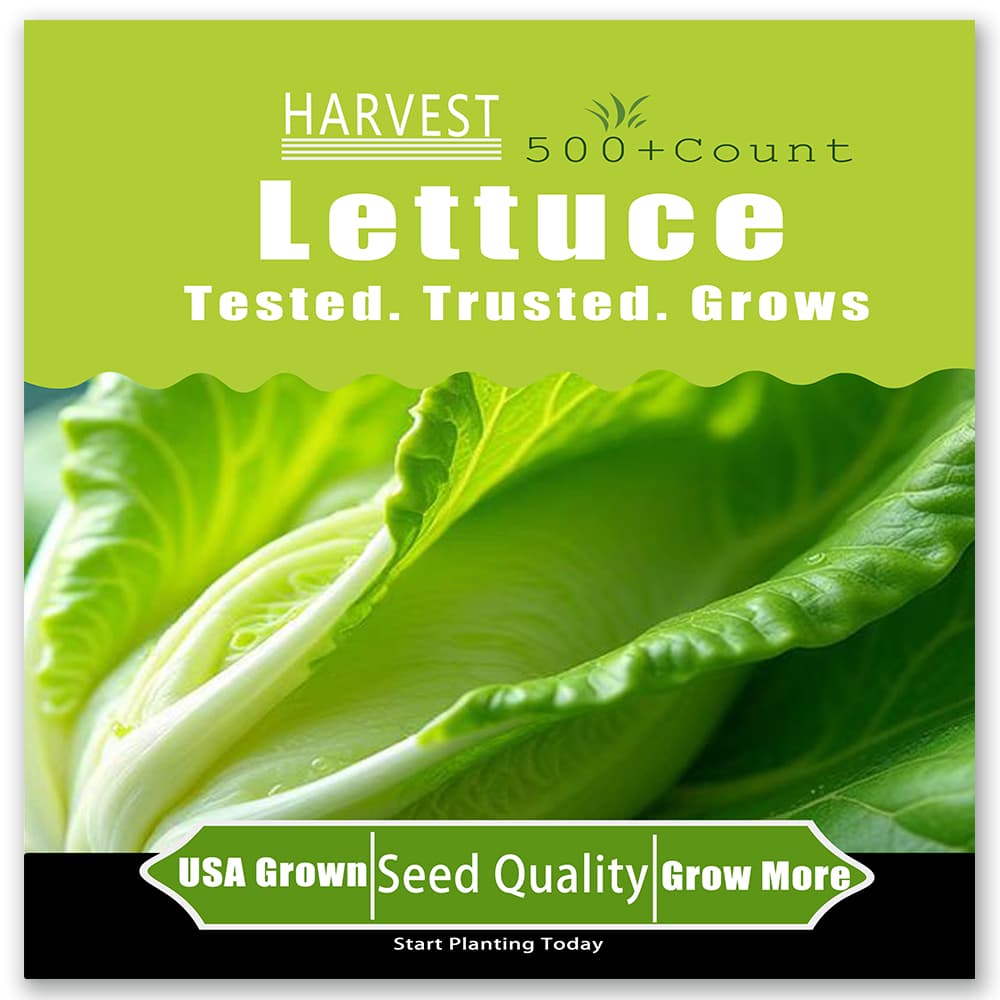 HARVEST
500+Count
Lettuce
Tested. Trusted. Grows
USA Grown
Seed Quality
Grow More
Start Planting Today